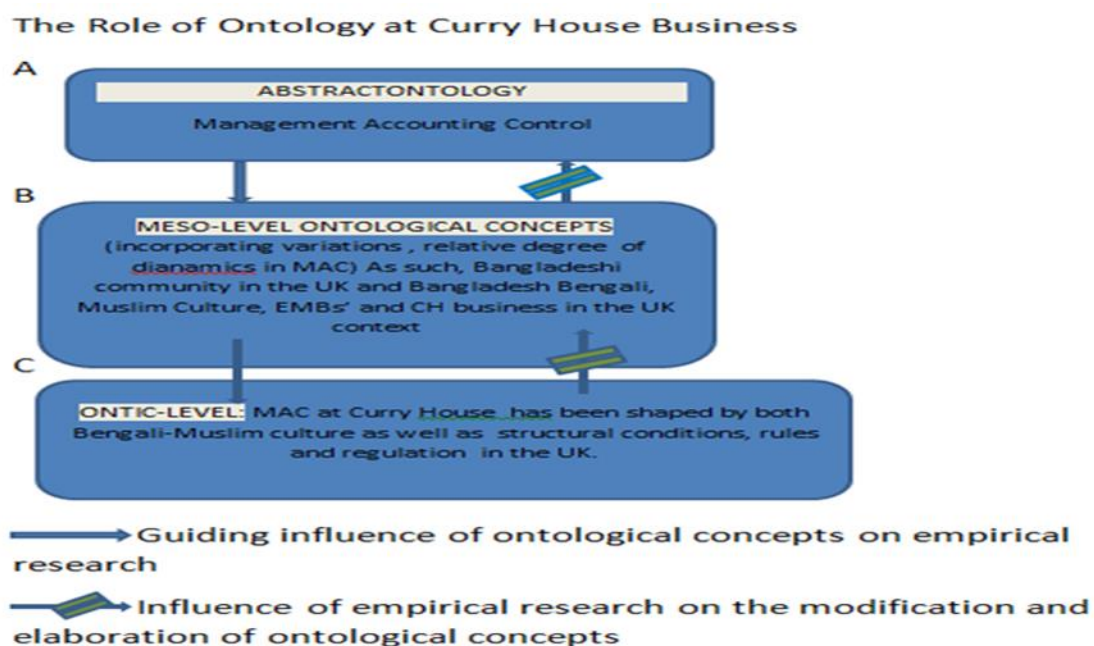 The Role of Ontology at Curry House Business
A
ABSTRACTONTOLOGY
Management Accounting Control
B
MESO-LEVEL ONTOLOGICAL CONCEPTS
(incorporating variations , relative degree of
dianamics in MAC) As such, Bangladeshi
community in the UK and Bangladesh Bengali,
Muslim Culture, EMBs' and CH business in the UK
context
C
ONTIC-LEVEL: MAC at Curry House has been shaped by both
Bengali-Muslim culture as well as structural conditions, rules
and regulation in the UK.
Guiding influence of ontological concepts on empirical
research
Influence of empirical research on the modification and
elaboration of ontological concepts